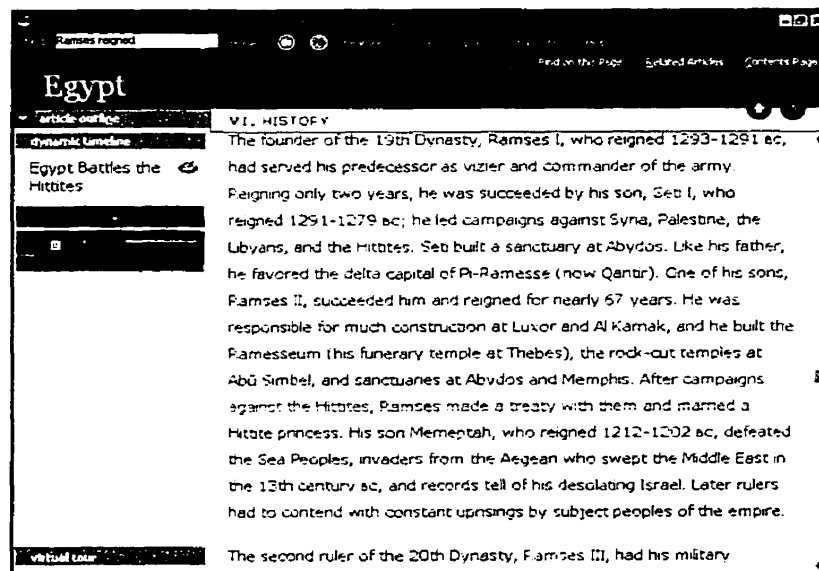 Ramses reigned
Find on this Page Related Articles Contents Page
Egypt
article outline
dynamic timeline
Egypt Battles the
Hittites
VI. HISTORY
The founder of the 19th Dynasty, Ramses I, who reigned 1293-1291 BC,
had served his predecessor as vizier and commander of the army.
Reigning only two years, he was succeeded by his son, Seti I, who
reigned 1291-1279 BC; he led campaigns against Syria, Palestine, the
Libyans, and the Hittites. Seti built a sanctuary at Abydos. Like his father,
he favored the delta capital of Pi-Ramesse (now Qantir). One of his sons,
Ramses II, succeeded him and reigned for nearly 67 years. He was
responsible for much construction at Luxor and Al Karnak, and he built the
Ramesseum (his funerary temple at Thebes), the rock-cut temples at
Abū Simbel, and sanctuaries at Abydos and Memphis. After campaigns
against the Hittites, Ramses made a treaty with them and married a
Hittite princess. His son Merneptah, who reigned 1212-1202 BC, defeated
the Sea Peoples, invaders from the Aegean who swept the Middle East in
the 13th century BC, and records tell of his desolating Israel. Later rulers
had to contend with constant uprisings by subject peoples of the empire.
virtual tour
The second ruler of the 20th Dynasty, Ramses III, had his military